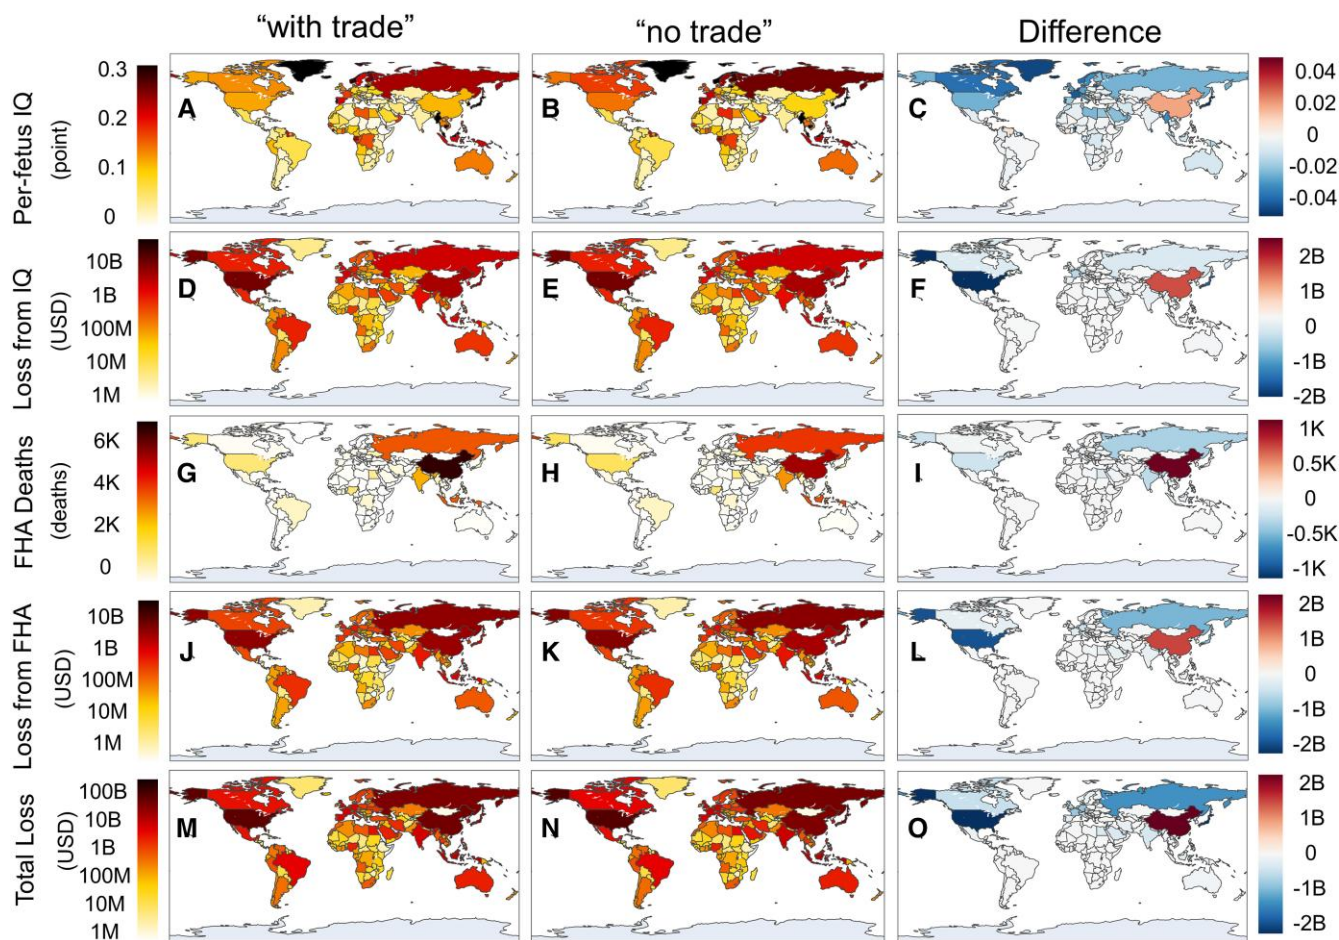 “with trade” “no trade” Difference
Per-fetus IQ
(point)
0.3
0.2
0.1
0
A
B
C
0.04
0.02
0
-0.02
-0.04
Loss from IQ
(USD)
10B
1B
100M
10M
1M
D
E
F
2B
1B
0
-1B
-2B
FHA Deaths
(deaths)
6K
4K
2K
0
G
H
I
1K
0.5K
0
-0.5K
-1K
Loss from FHA
(USD)
10B
1B
100M
10M
1M
J
K
L
2B
1B
0
-1B
-2B
Total Loss
(USD)
100B
10B
1B
100M
10M
1M
M
N
O
2B
1B
0
-1B
-2B